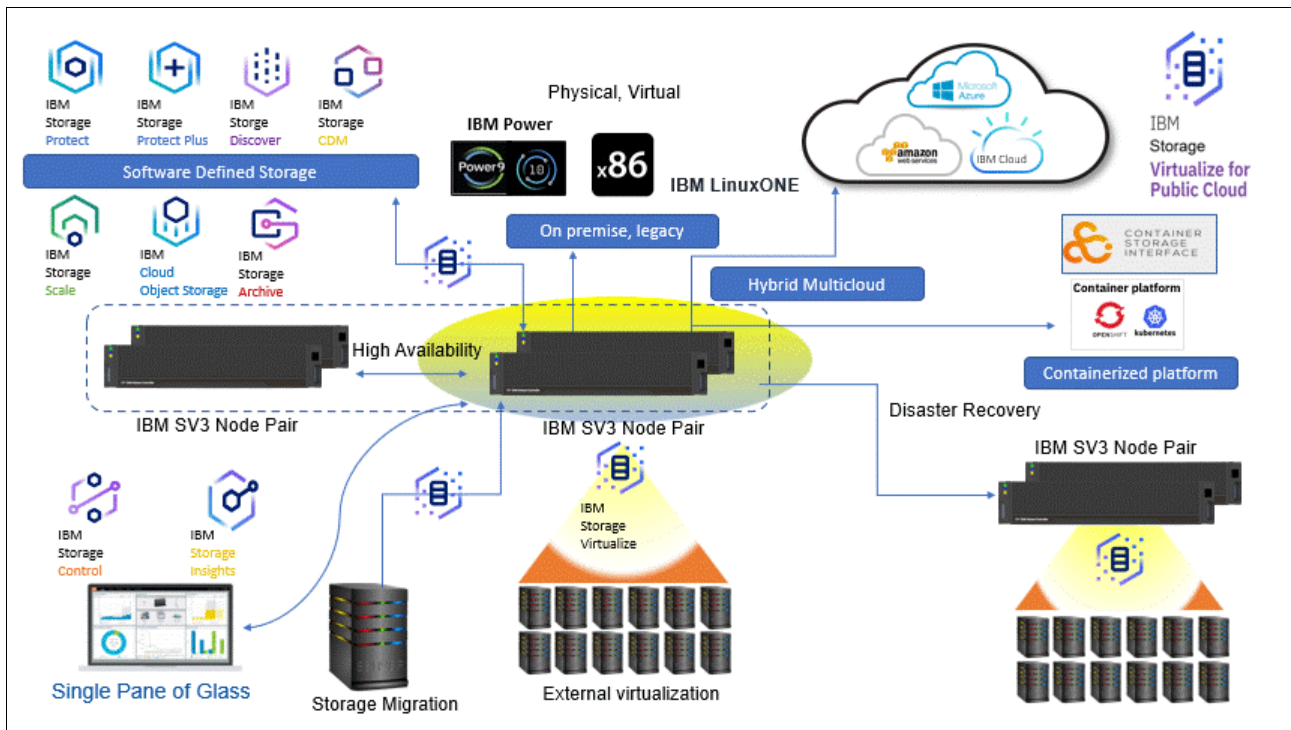 IBM
Storage
Protect
IBM
Storage
Protect Plus
IBM
Storge
Discover
IBM
Storage
CDM
Software Defined Storage
IBM
Storage
Scale
IBM
Cloud
Object Storage
IBM
Storage
Archive
Physical, Virtual
IBM Power
Power9
10
x86
IBM LinuxONE
On premise, legacy
Microsoft
Azure
amazon
web services
IBM Cloud
IBM
Storage
Virtualize for
Public Cloud
Hybrid Multicloud
CONTAINER
STORAGE
INTERFACE
Container platform
OPENSHIFT
kubernetes
Containerized platform
High Availability
IBM SV3 Node Pair
IBM SV3 Node Pair
Disaster Recovery
IBM SV3 Node Pair
IBM
Storage
Control
IBM
Storage
Insights
Single Pane of Glass
Storage Migration
IBM
Storage
Virtualize
External virtualization